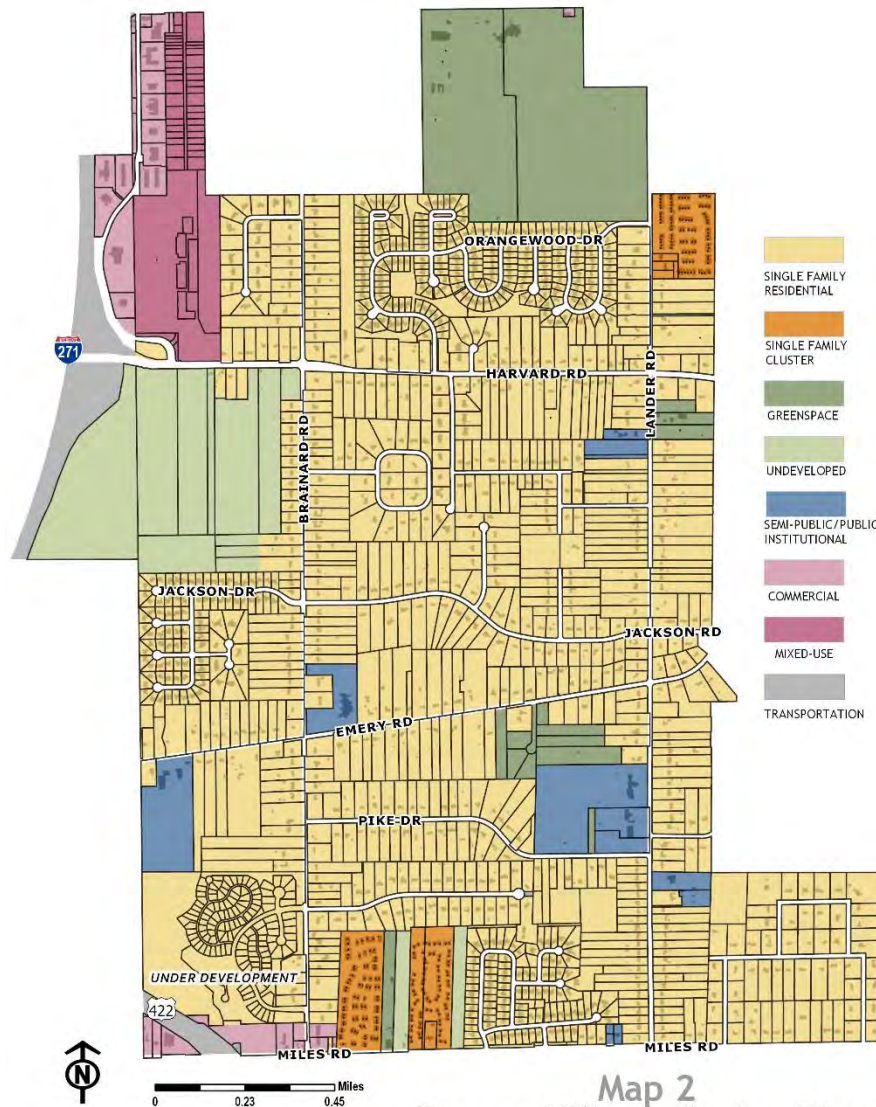 ORANGEWOOD DR
271
HARVARD RD
LANDER RD
BRAINARD RD
JACKSON DR
JACKSON RD
EMERY RD
PIKE DR
UNDER DEVELOPMENT
422
MILES RD
MILES RD
SINGLE FAMILY
RESIDENTIAL
SINGLE FAMILY
CLUSTER
GREENSPACE
UNDEVELOPED
SEMI-PUBLIC/PUBLIC
INSTITUTIONAL
COMMERCIAL
MIXED-USE
TRANSPORTATION
N
Miles
0 0.23 0.45
Map 2